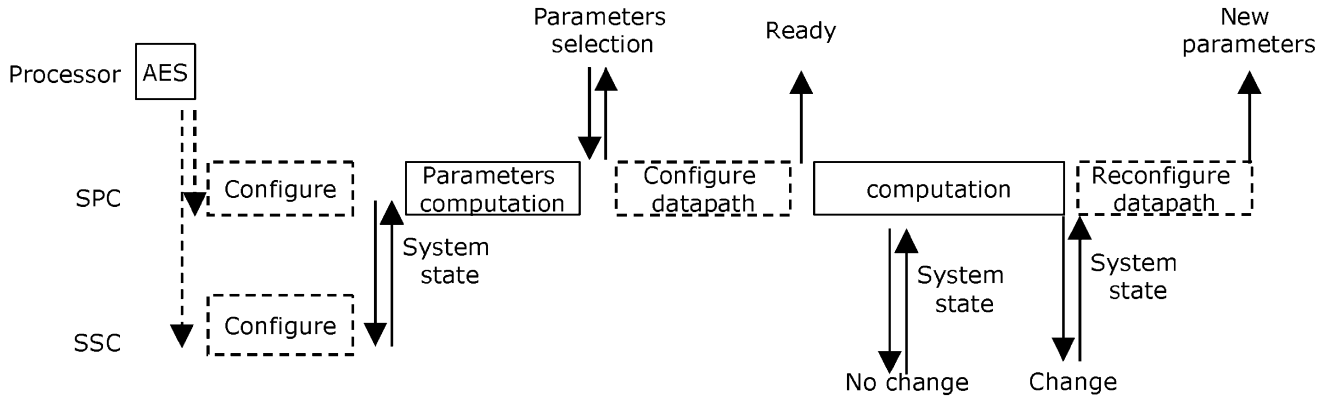 Parameters
selection
Ready
New
parameters
Processor
AES
SPC
Configure
Parameters
computation
Configure
datapath
computation
Reconfigure
datapath
System
state
System
state
System
state
SSC
Configure
No change
Change